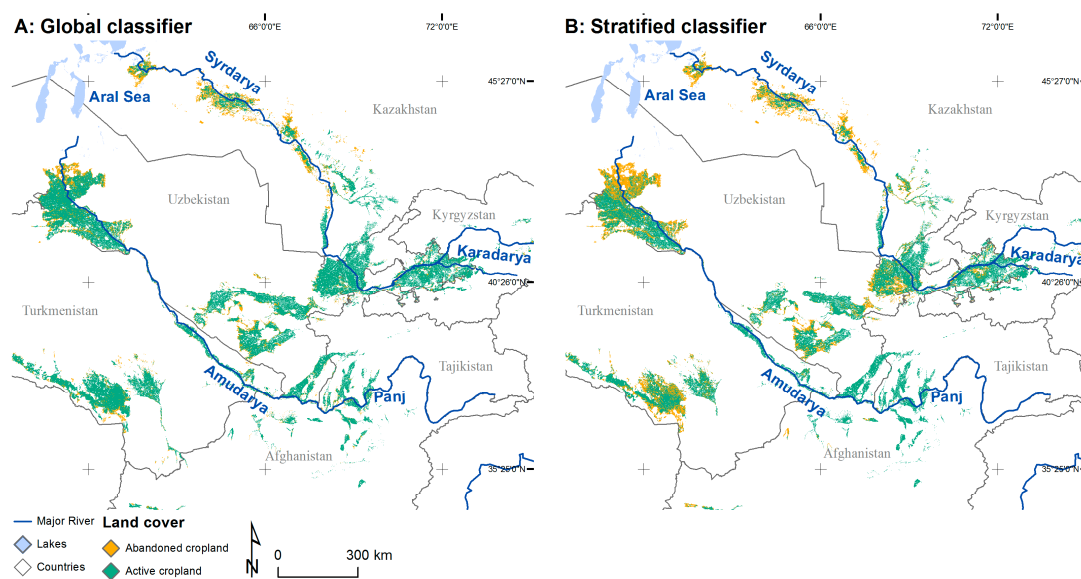 A: Global classifier
66°0'0"E
72°0'0"E
Syrdarya
45°27'0"N
Aral Sea
Kazakhstan
Uzbekistan
Kyrgyzstan
Karadarya
40°26'0"N
Turkmenistan
Tajikistan
Amudarya
Panj
Afghanistan
35°25'0"N
B: Stratified classifier
66°0'0"E
72°0'0"E
Syrdarya
45°27'0"N
Aral Sea
Kazakhstan
Uzbekistan
Kyrgyzstan
Karadarya
40°26'0"N
Turkmenistan
Tajikistan
Amudarya
Panj
Afghanistan
35°25'0"N
Major River
Lakes
Countries
Land cover
Abandoned cropland
Active cropland
N
0 300 km